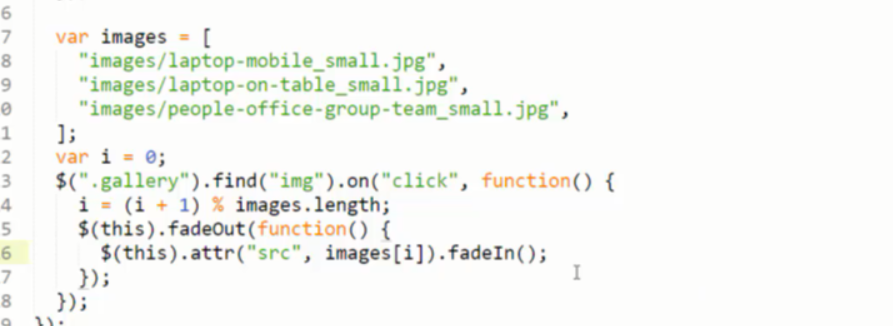 6
7 var images = [
8 "images/laptop-mobile_small.jpg",
9 "images/laptop-on-table_small.jpg",
0 "images/people-office-group-team_small.jpg",
1 ];
2 var i = 0;
3 $(".gallery").find("img").on("click", function() {
4 i = (i + 1) % images.length;
5 $(this).fadeOut(function() {
6 $(this).attr("src", images[i]).fadeIn();
7 });
8 });
9 });